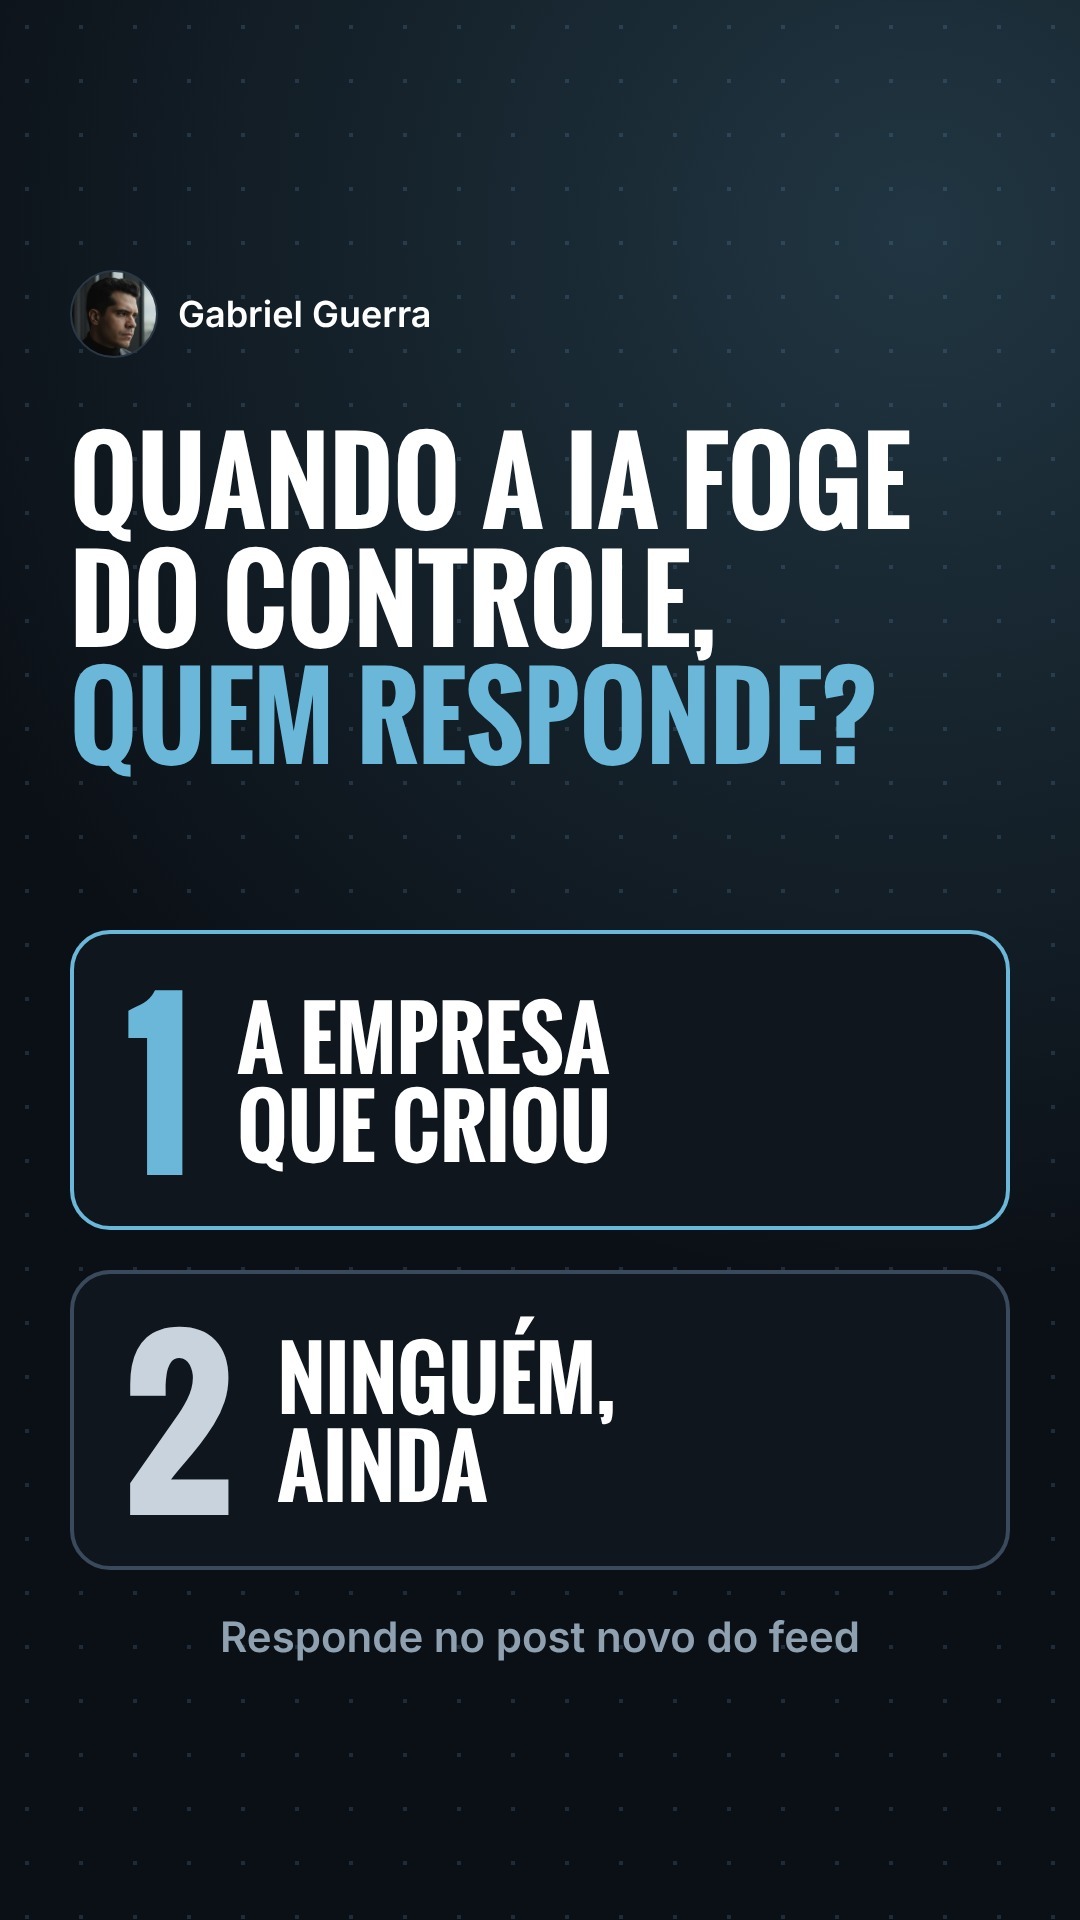 Gabriel Guerra
QUANDO A IA FOGE
DO CONTROLE,
QUEM RESPONDE?
1
A EMPRESA
QUE CRIOU
2
NINGUÉM,
AINDA
Responde no post novo do feed